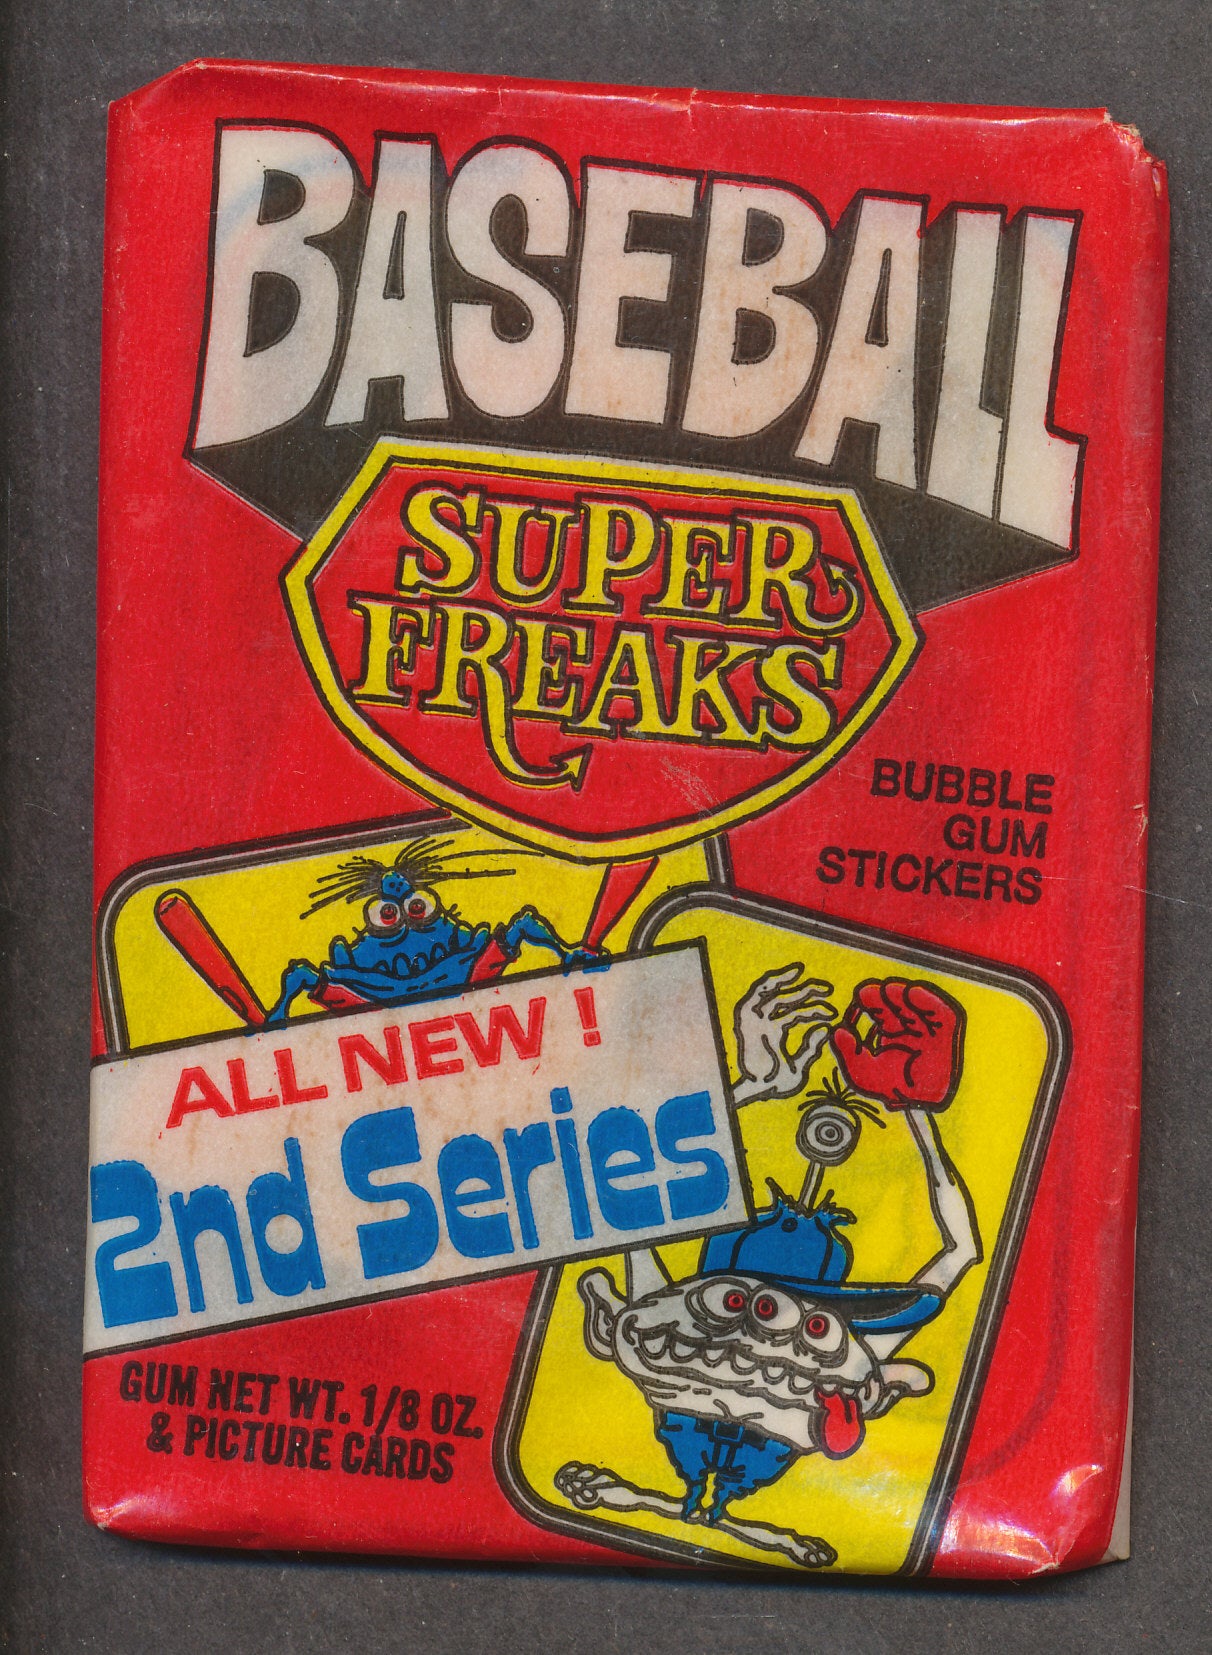 BASEBALL
SUPER
FREAKS
BUBBLE
GUM
STICKERS
ALL NEW!
2nd Series
GUM NET WT. 1/8 OZ.
& PICTURE CARDS